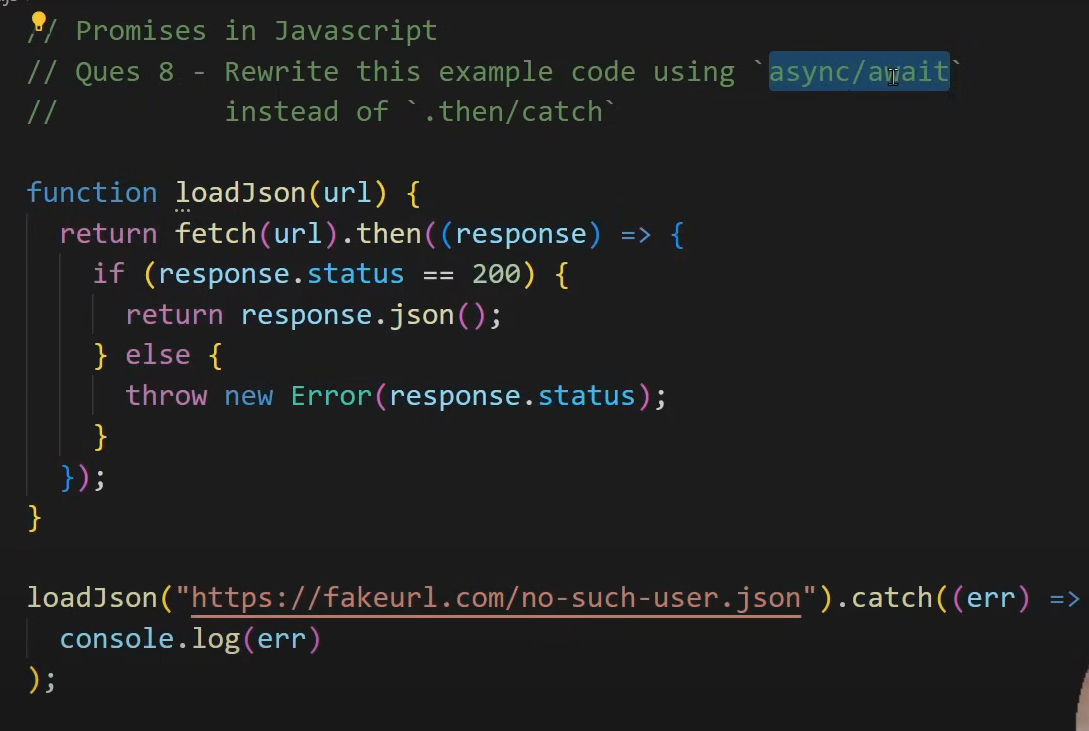 // Promises in Javascript
// Ques 8 - Rewrite this example code using `async/await`
//          instead of `.then/catch`
function loadJson(url) {
  return fetch(url).then((response) => {
    if (response.status == 200) {
      return response.json();
    } else {
      throw new Error(response.status);
    }
  });
}
loadJson("https://fakeurl.com/no-such-user.json").catch((err) =>
  console.log(err)
);